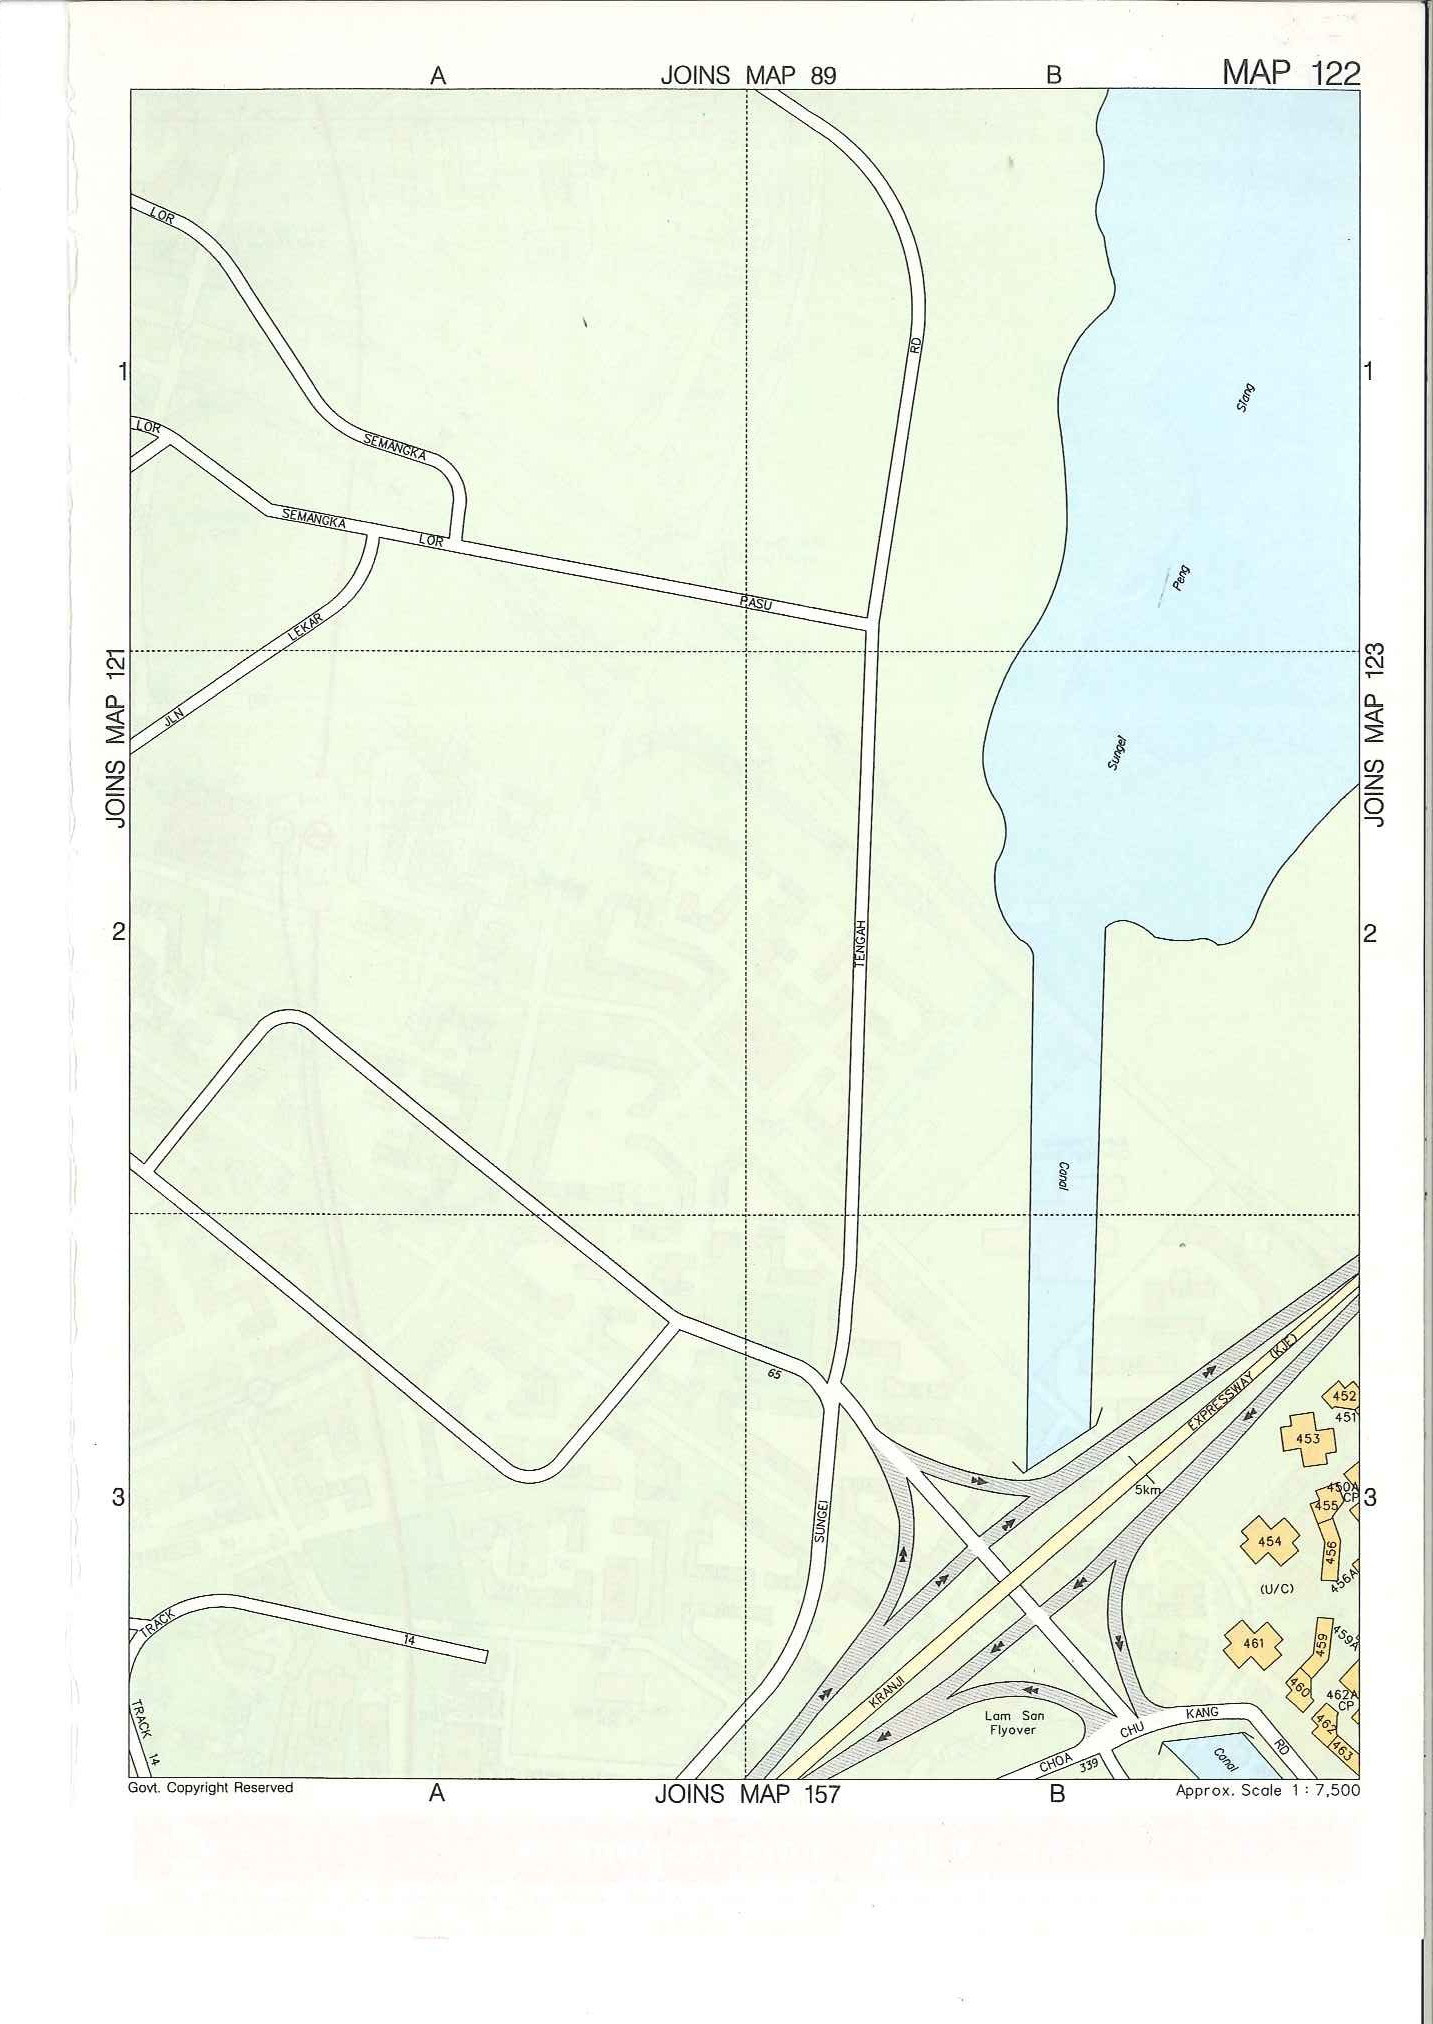 A
JOINS MAP 89
B
MAP 122
LOR
RD
1
1
Slang
LOR
SEMANGKA
SEMANGKA
LOR
Peng
PASU
LEKAR
JOINS MAP 121
JOINS MAP 123
JLN
Sungei
2
TENGAH
2
Canal
65
(KJE)
EXPRESSWAY
452
451
453
5km
450A
CP
3
3
455
SUNGEI
454
456
456A
(U/C)
TRACK
14
461
459
459A
460
KRANJI
462A
CP
TRACK
Lam San
Flyover
KANG
CHU
462
RD
463
14
CHOA
339
Canal
Govt. Copyright Reserved
A
JOINS MAP 157
B
Approx. Scale 1 : 7,500